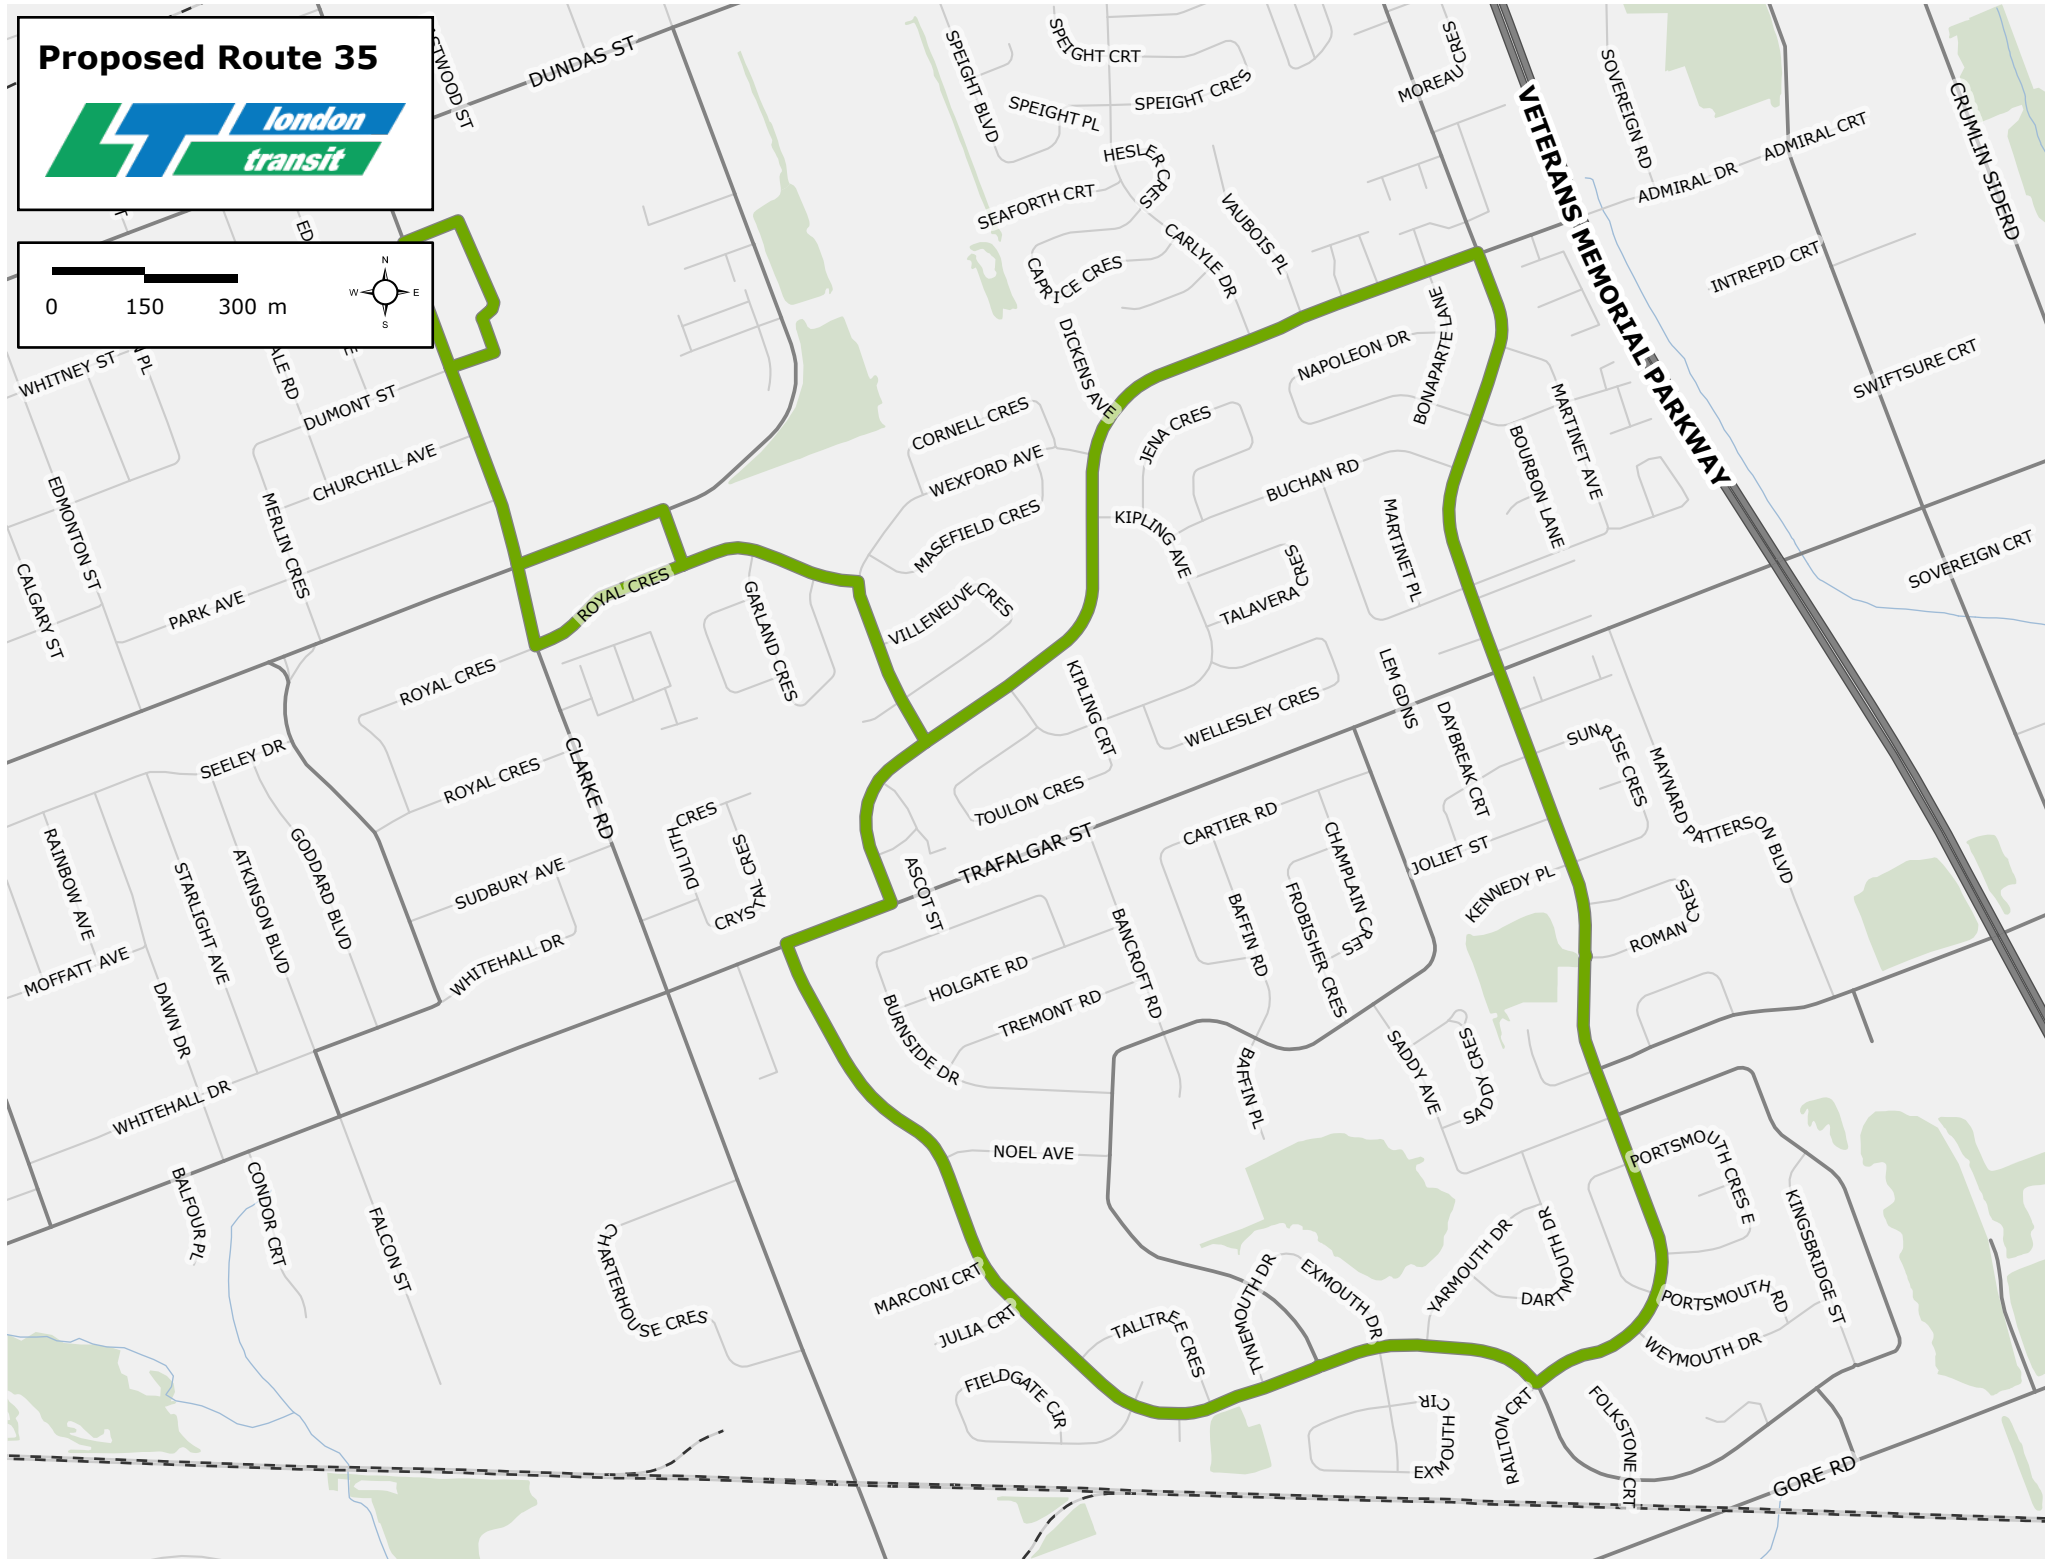 Proposed Route 35
london
transit
0 150 300 m
N
W E
S
DUNDAS ST
SPEIGHT BLVD
SPEIGHT CRT
SPEIGHT PL
SPEIGHT CRES
MOREAU CRES
VETERANS MEMORIAL PARKWAY
SOVEREIGN RD
ADMIRAL DR
ADMIRAL CRT
CRUMLIN SIDERD
HESLER CRES
SEAFORTH CRT
CARLYLE DR
VAUBOIS PL
CAPRICE CRES
INTREPID CRT
SWIFTSURE CRT
SOVEREIGN CRT
DICKENS AVE
NAPOLEON DR
BONAPARTE LANE
MARTINET AVE
BOURBON LANE
WHITNEY ST
DUMONT ST
CHURCHILL AVE
CORNELL CRES
WEXFORD AVE
MASEFIELD CRES
JENA CRES
BUCHAN RD
KIPLING AVE
MARTINET PL
EDMONTON ST
CALGARY ST
MERLIN CRES
PARK AVE
ROYAL CRES
GARLAND CRES
VILLENEUVE CRES
TALAVERA CRES
ROYAL CRES
KIPLING CRT
WELLESLEY CRES
LEM GDNS
DAYBREAK CRT
SUNRISE CRES
MAYNARD PATTERSON BLVD
SEELEY DR
ROYAL CRES
CLARKE RD
TOULON CRES
TRAFALGAR ST
CARTIER RD
CHAMPLAIN CRES
JOLIET ST
KENNEDY PL
RAINBOW AVE
STARLIGHT AVE
ATKINSON BLVD
GODDARD BLVD
SUDBURY AVE
DULUTH CRES
CRYSTAL CRES
ASCOT ST
BANCROFT RD
BAFFIN RD
FROBISHER CRES
ROMAN CRES
MOFFATT AVE
WHITEHALL DR
HOLGATE RD
TREMONT RD
BURNSIDE DR
DAWN DR
BAFFIN PL
SADDY AVE
SADDY CRES
WHITEHALL DR
NOEL AVE
PORTSMOUTH CRES E
BALFOUR PL
CONDOR CRT
FALCON ST
CHARTERHOUSE CRES
MARCONI CRT
JULIA CRT
TALLTREE CRES
TYNEMOUTH DR
EXMOUTH DR
YARMOUTH DR
DARTMOUTH DR
PORTSMOUTH RD
KINGSBRIDGE ST
WEYMOUTH DR
FIELDGATE CIR
EXMOUTH CIR
RAILTON CRT
FOLKSTONE CRT
GORE RD